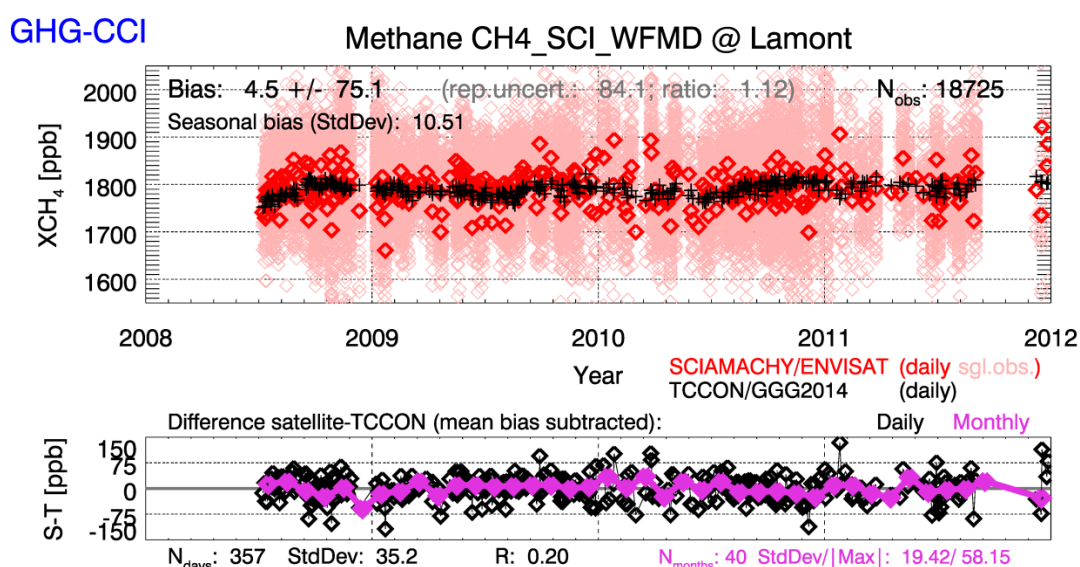 GHG-CCI
Methane CH4_SCI_WFMD @ Lamont
Bias: 4.5 +/- 75.1 (rep.uncert.: 84.1; ratio: 1.12) Nobs: 18725
Seasonal bias (StdDev): 10.51
XCH4 [ppb]
2000
1900
1800
1700
1600
2008 2009 2010 2011 2012
Year
SCIAMACHY/ENVISAT (daily sgl.obs.)
TCCON/GGG2014 (daily)
Difference satellite-TCCON (mean bias subtracted): Daily Monthly
S-T [ppb]
150
75
0
-75
-150
Ndays: 357 StdDev: 35.2 R: 0.20 Nmonths: 40 StdDev/|Max|: 19.42/ 58.15